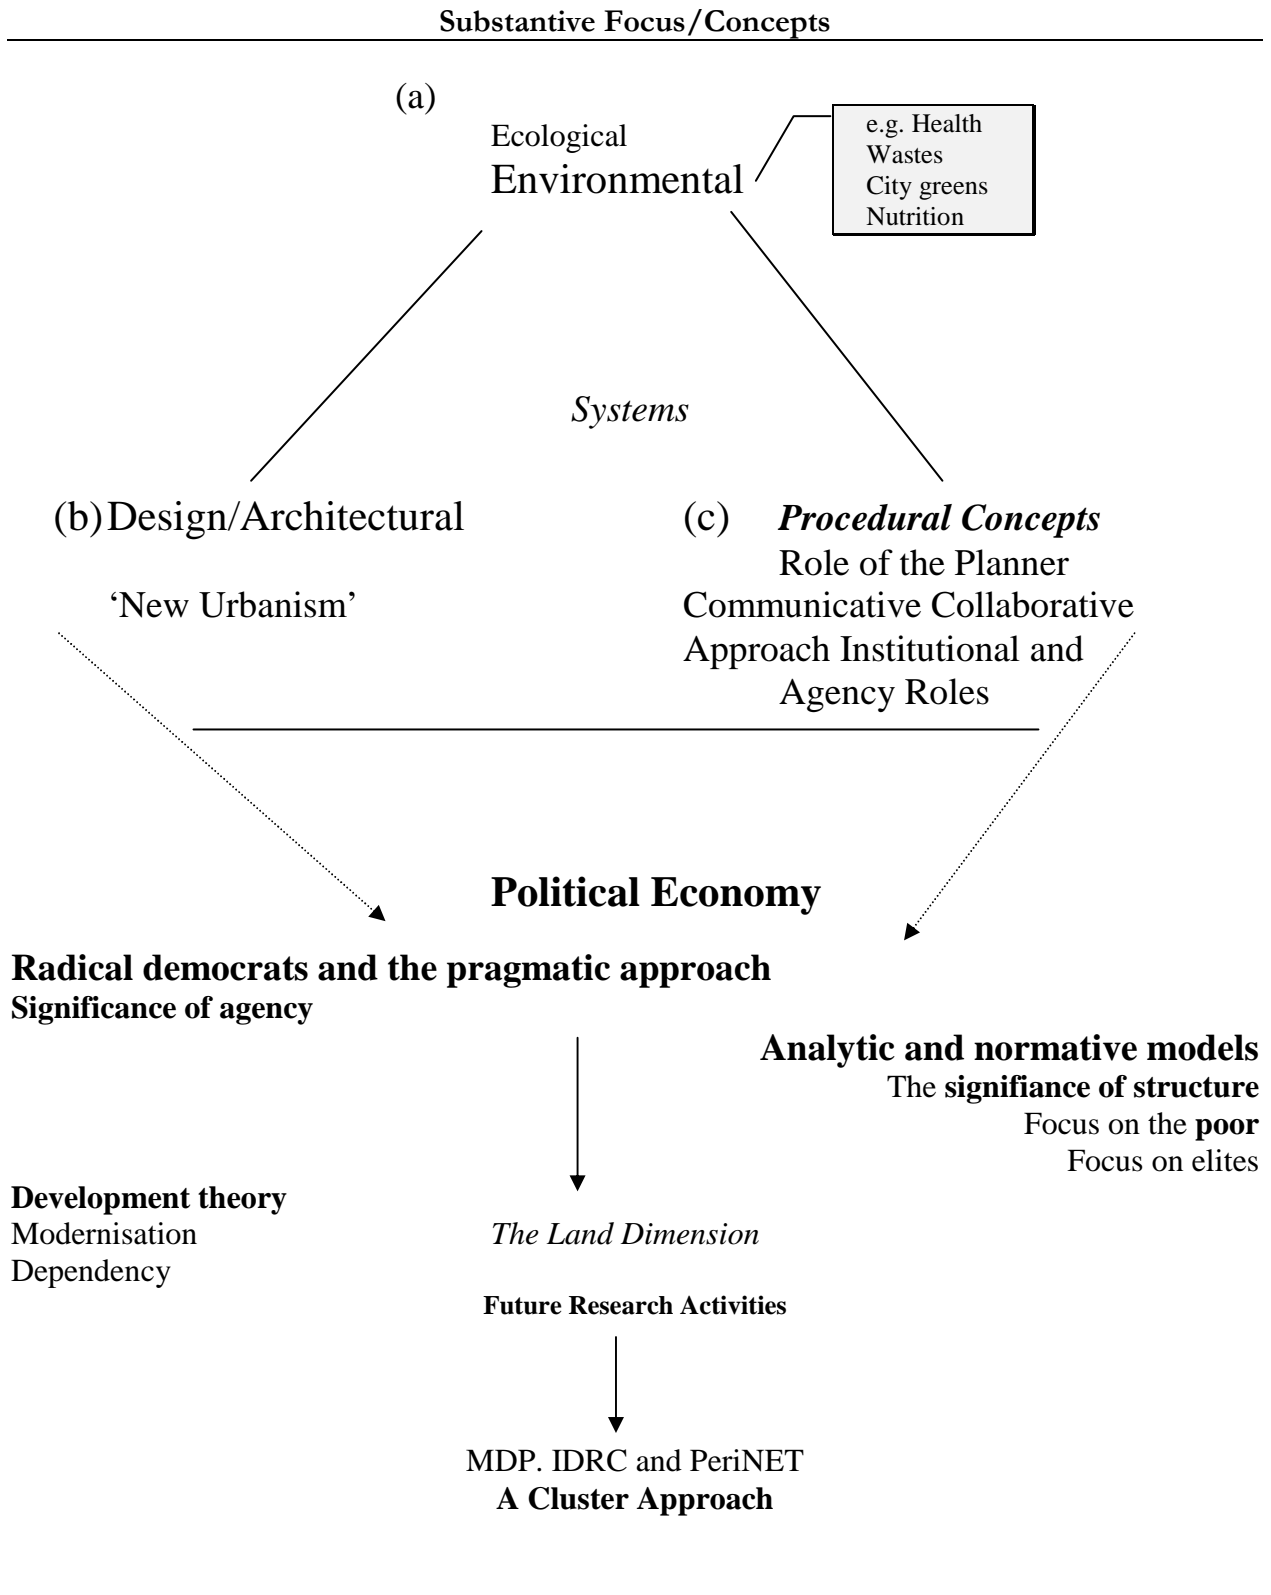 Substantive Focus/Concepts
(a)
Ecological
Environmental
e.g. Health
Wastes
City greens
Nutrition
Systems
(b) Design/Architectural
‘New Urbanism’
(c) Procedural Concepts
Role of the Planner
Communicative Collaborative
Approach Institutional and
Agency Roles
Political Economy
Radical democrats and the pragmatic approach
Significance of agency
Analytic and normative models
The signifiance of structure
Focus on the poor
Focus on elites
Development theory
Modernisation
Dependency
The Land Dimension
Future Research Activities
MDP. IDRC and PeriNET
A Cluster Approach